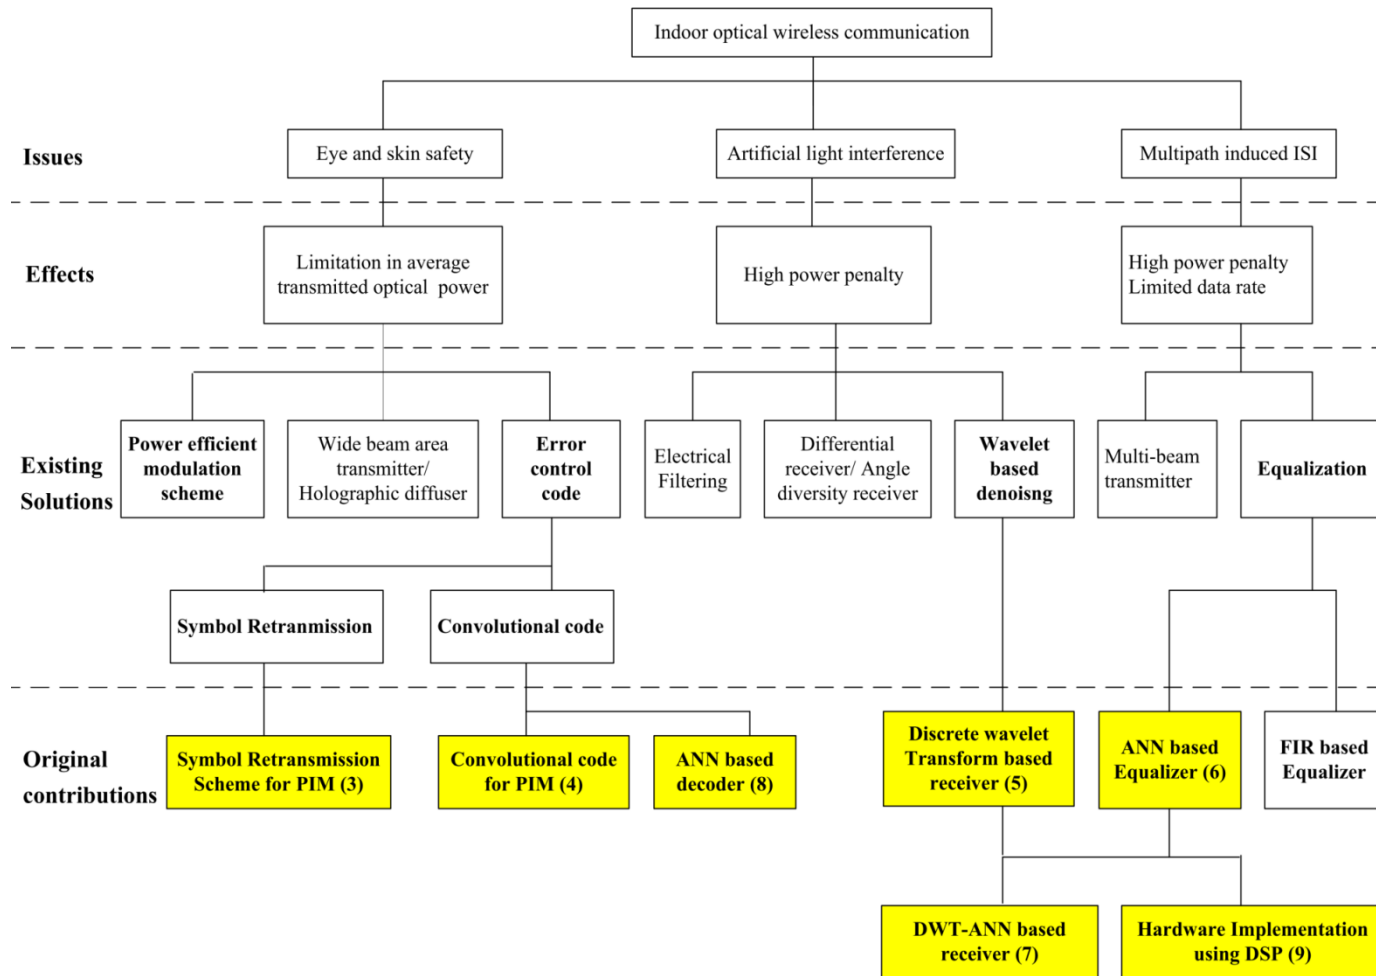 Indoor optical wireless communication
Issues
Eye and skin safety
Artificial light interference
Multipath induced ISI
Effects
Limitation in average
transmitted optical power
High power penalty
High power penalty
Limited data rate
Existing
Solutions
Power efficient
modulation
scheme
Wide beam area
transmitter/
Holographic diffuser
Error
control
code
Electrical
Filtering
Differential
receiver/ Angle
diversity receiver
Wavelet
based
denoisng
Multi-beam
transmitter
Equalization
Symbol Retranmission
Convolutional code
Original
contributions
Symbol Retransmission
Scheme for PIM (3)
Convolutional code
for PIM (4)
ANN based
decoder (8)
Discrete wavelet
Transform based
receiver (5)
ANN based
Equalizer (6)
FIR based
Equalizer
DWT-ANN based
receiver (7)
Hardware Implementation
using DSP (9)